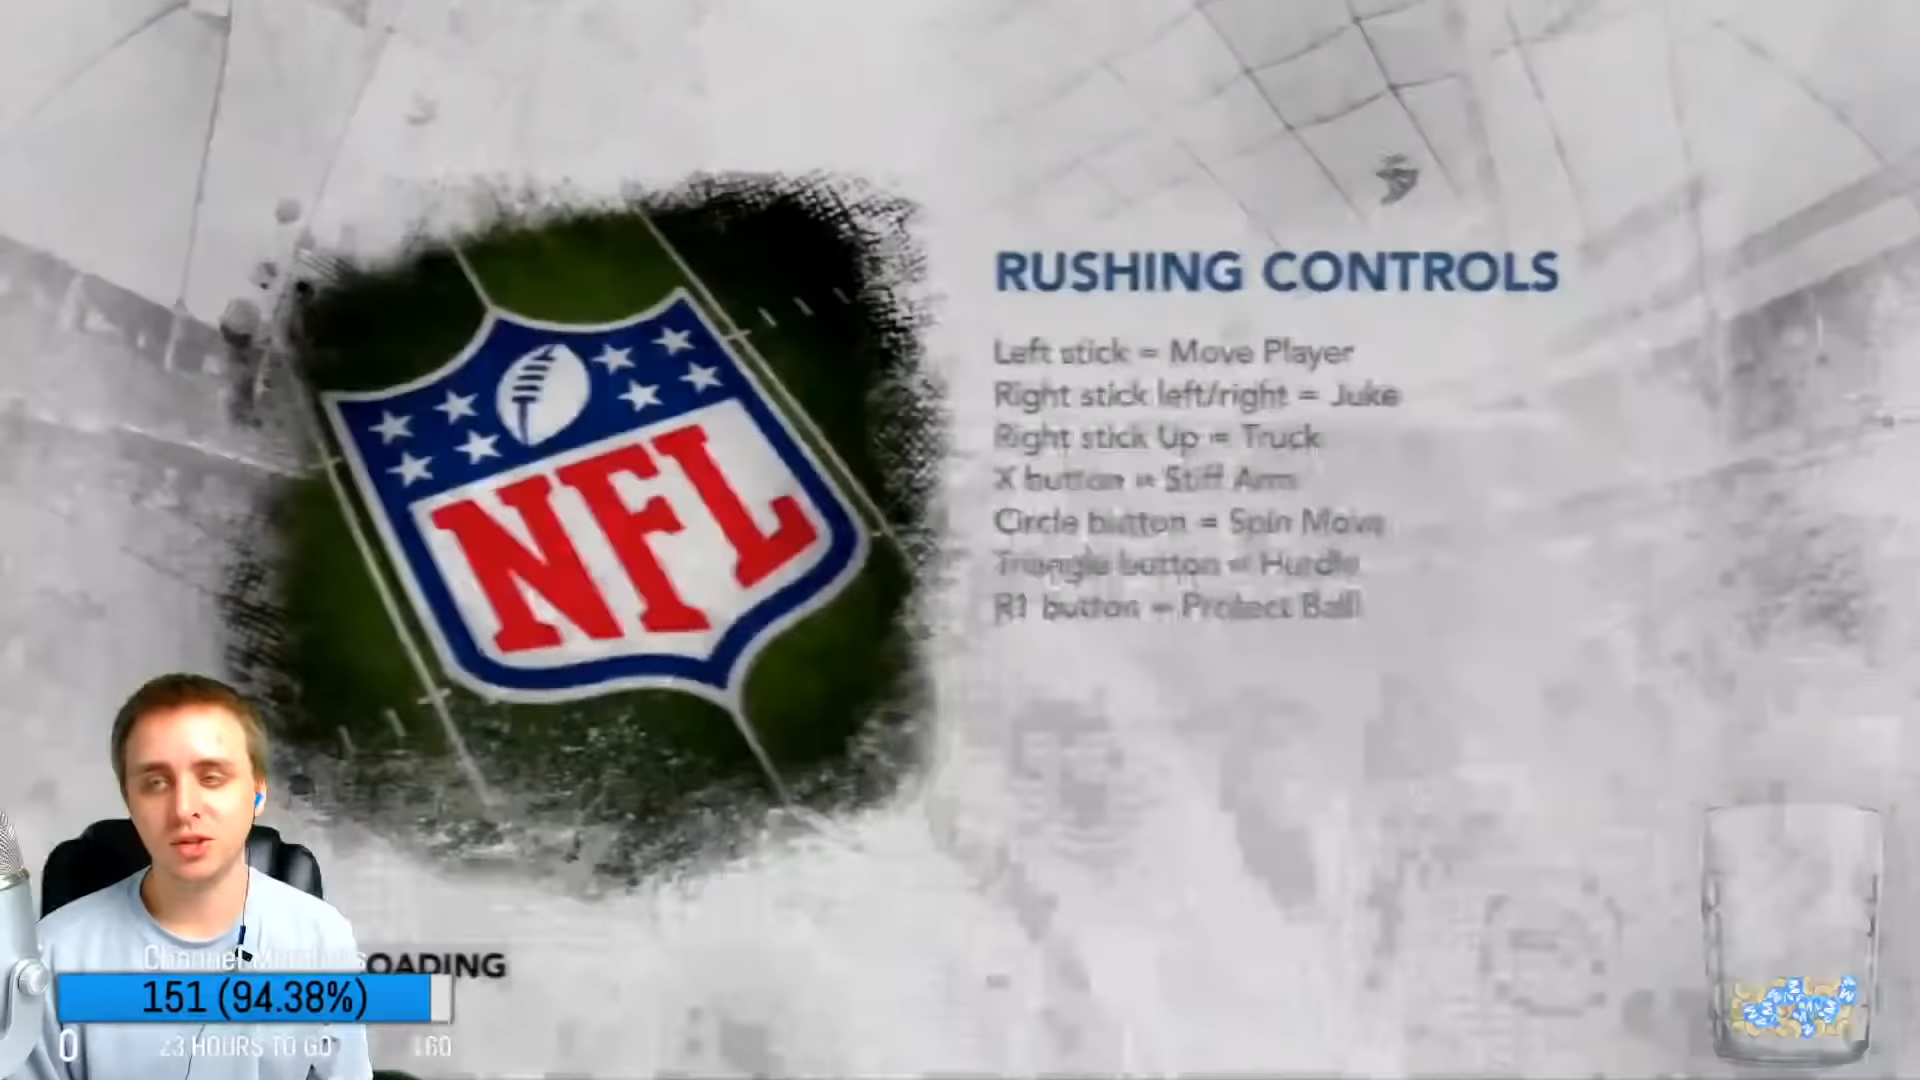 NFL
RUSHING CONTROLS
Left stick = Move Player
Right stick left/right = Juke
Right stick Up = Truck
X button = Stiff Arm
Circle button = Spin Move
Triangle button = Hurdle
R1 button = Protect Ball
OADING
151 (94.38%)
0 23 HOURS TO GO 160